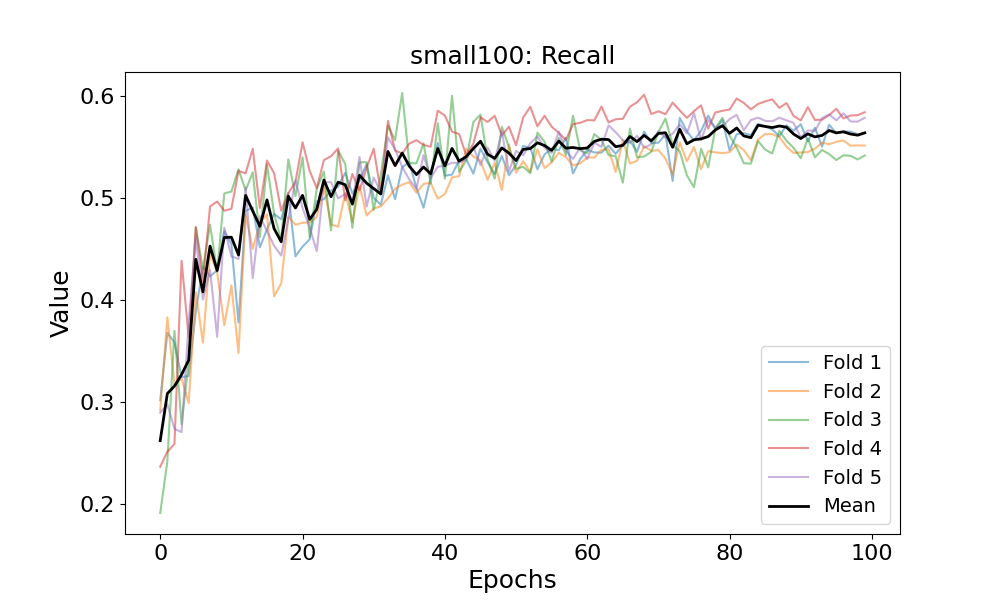 small100: Recall
Value
0.6
0.5
0.4
0.3
0.2
0 20 40 60 80 100
Epochs
Fold 1
Fold 2
Fold 3
Fold 4
Fold 5
Mean